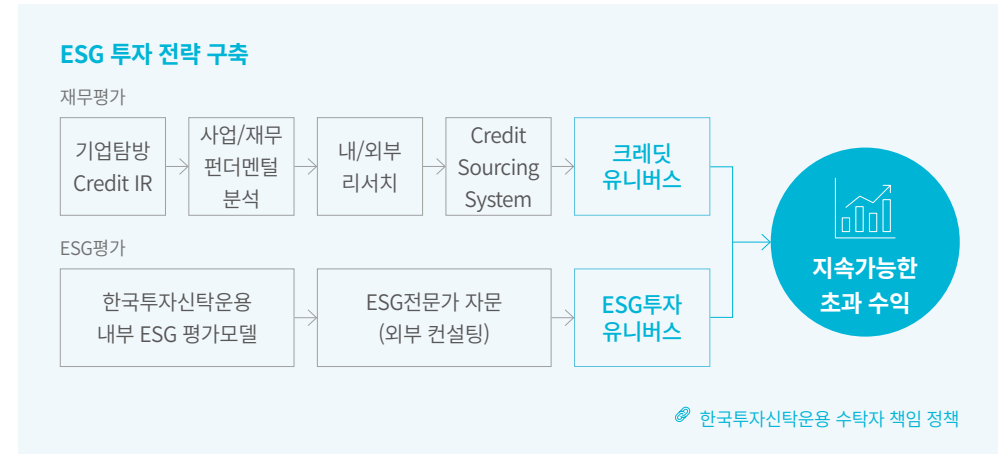 ESG 투자 전략 구축
재무평가
기업탐방
Credit IR
사업/재무
펀더멘털
분석
내/외부
리서치
Credit
Sourcing
System
크레딧
유니버스
ESG평가
한국투자신탁운용
내부 ESG 평가모델
ESG전문가 자문
(외부 컨설팅)
ESG투자
유니버스
지속가능한
초과 수익
한국투자신탁운용 수탁자 책임 정책